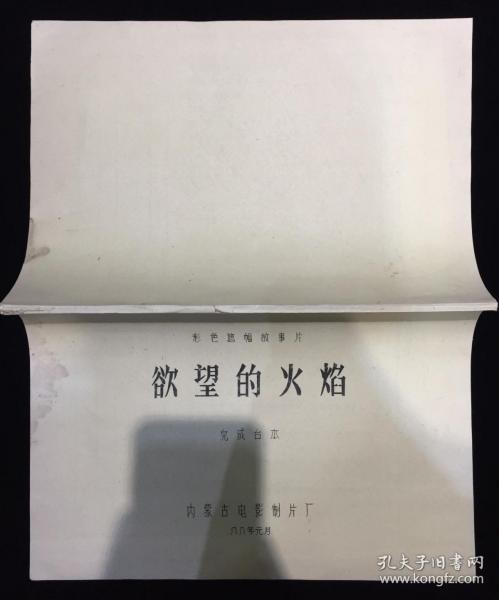 彩色遮幅故事片
欲望的火焰
完成台本
内蒙古电影制片厂
八八年元月
孔夫子旧书网
www.kongfz.com